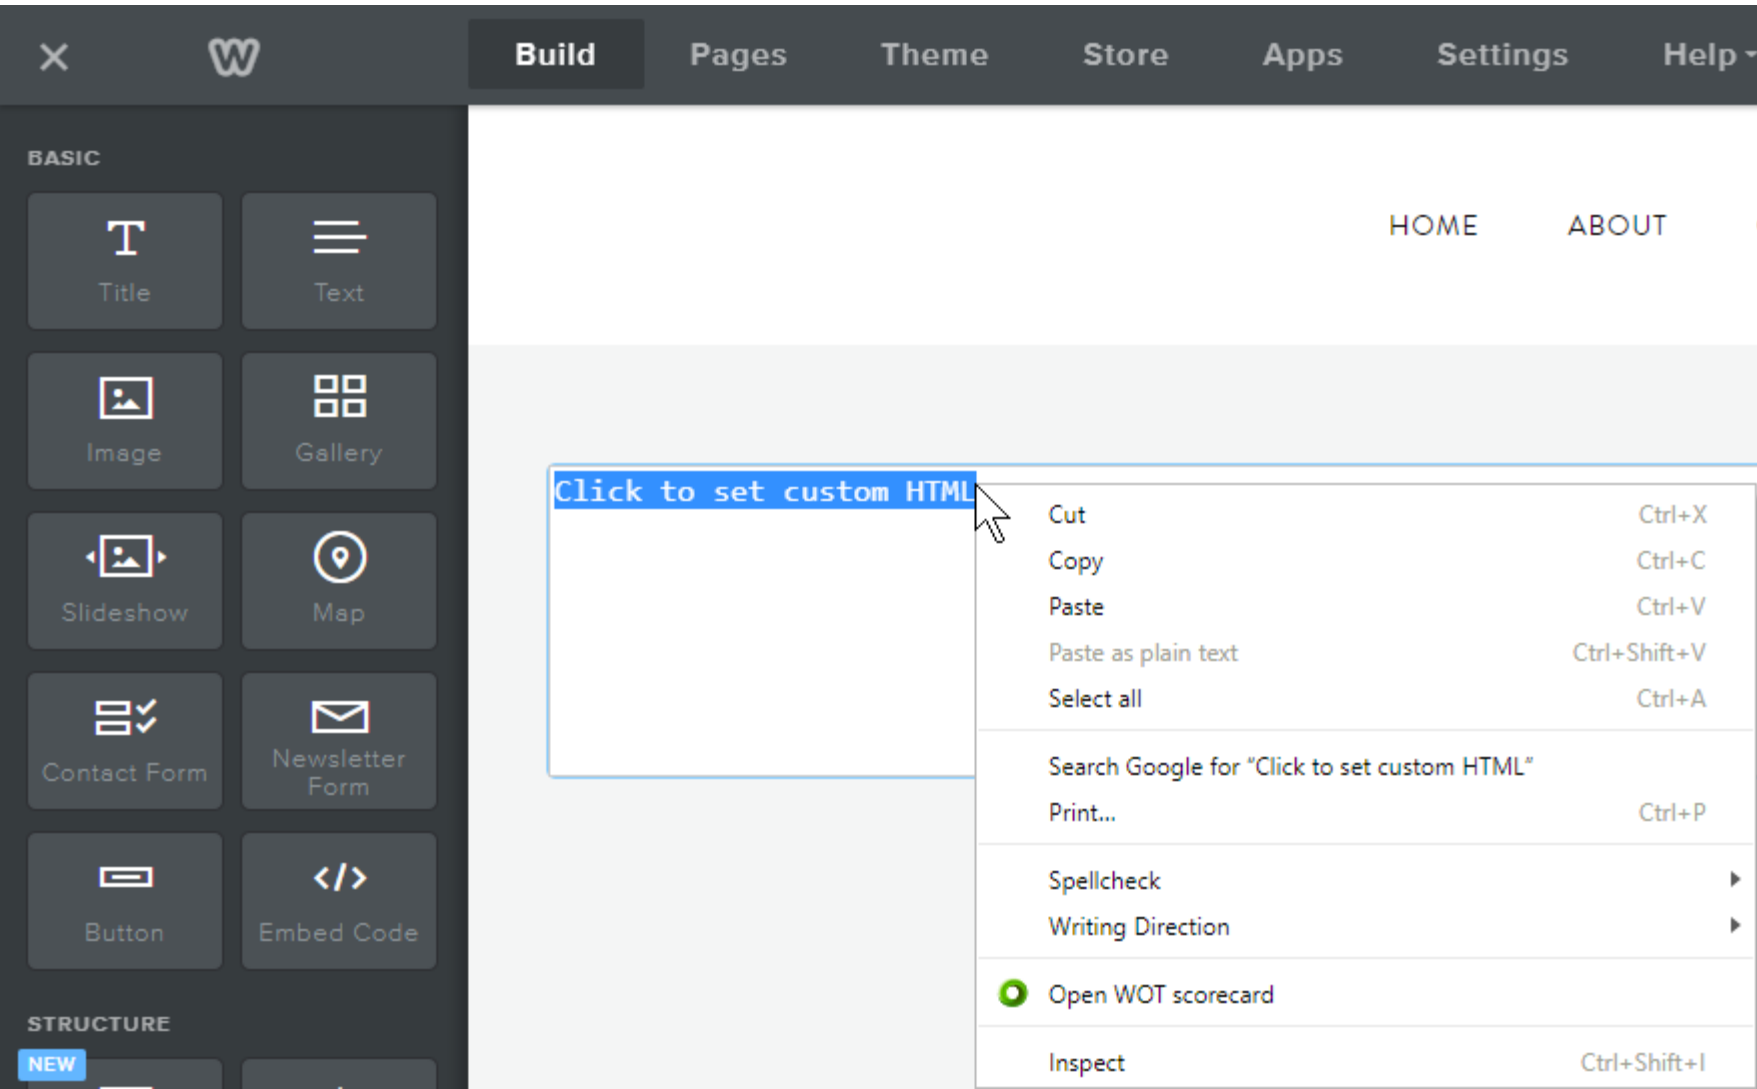 Build Pages Theme Store Apps Settings Help
BASIC
Title Text
Image Gallery
Slideshow Map
Contact Form Newsletter Form
Button Embed Code
STRUCTURE
NEW
HOME ABOUT
Click to set custom HTML
Cut Ctrl+X
Copy Ctrl+C
Paste Ctrl+V
Paste as plain text Ctrl+Shift+V
Select all Ctrl+A
Search Google for “Click to set custom HTML”
Print... Ctrl+P
Spellcheck
Writing Direction
Open WOT scorecard
Inspect Ctrl+Shift+I